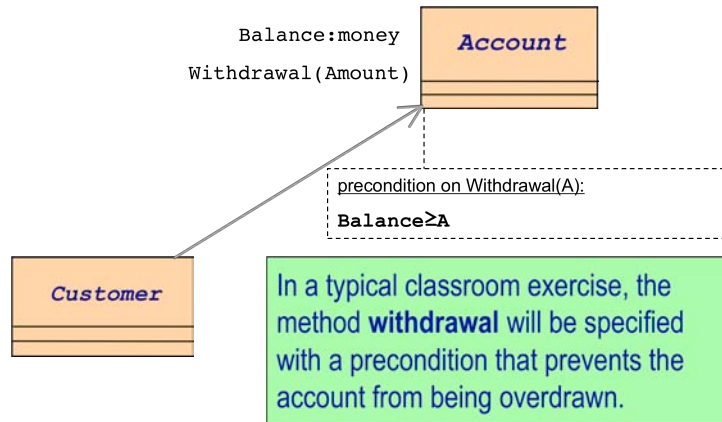 Balance:money
Account
Withdrawal(Amount)
precondition on Withdrawal(A):
Balance≥A
Customer
In a typical classroom exercise, the
method withdrawal will be specified
with a precondition that prevents the
account from being overdrawn.